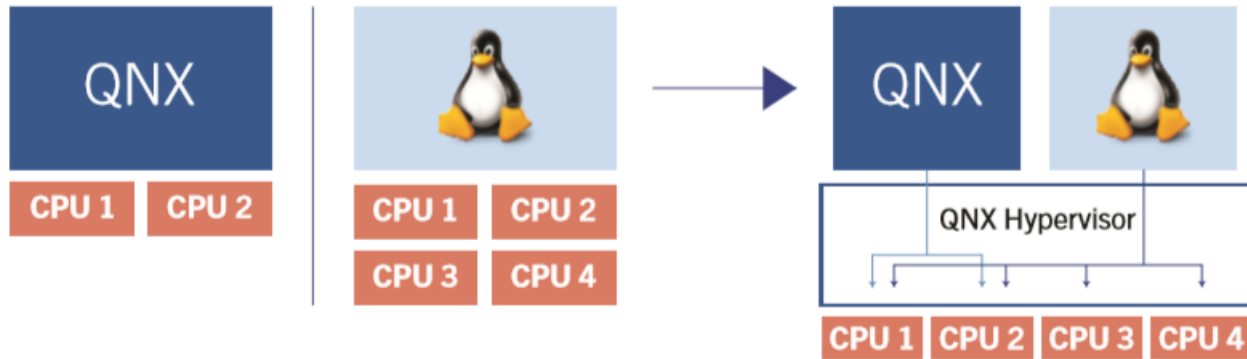 QNX
CPU 1 CPU 2
CPU 1 CPU 2
CPU 3 CPU 4
QNX
QNX Hypervisor
CPU 1 CPU 2 CPU 3 CPU 4